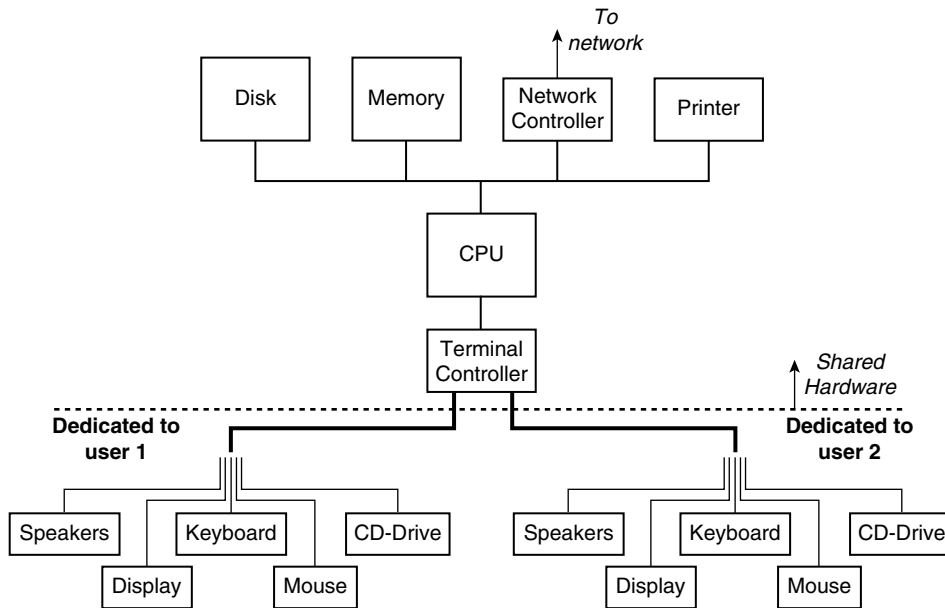 To
network
Disk
Memory
Network
Controller
Printer
CPU
Terminal
Controller
Shared
Hardware
Dedicated to
user 1
Dedicated to
user 2
Speakers
Keyboard
CD-Drive
Speakers
Keyboard
CD-Drive
Display
Mouse
Display
Mouse